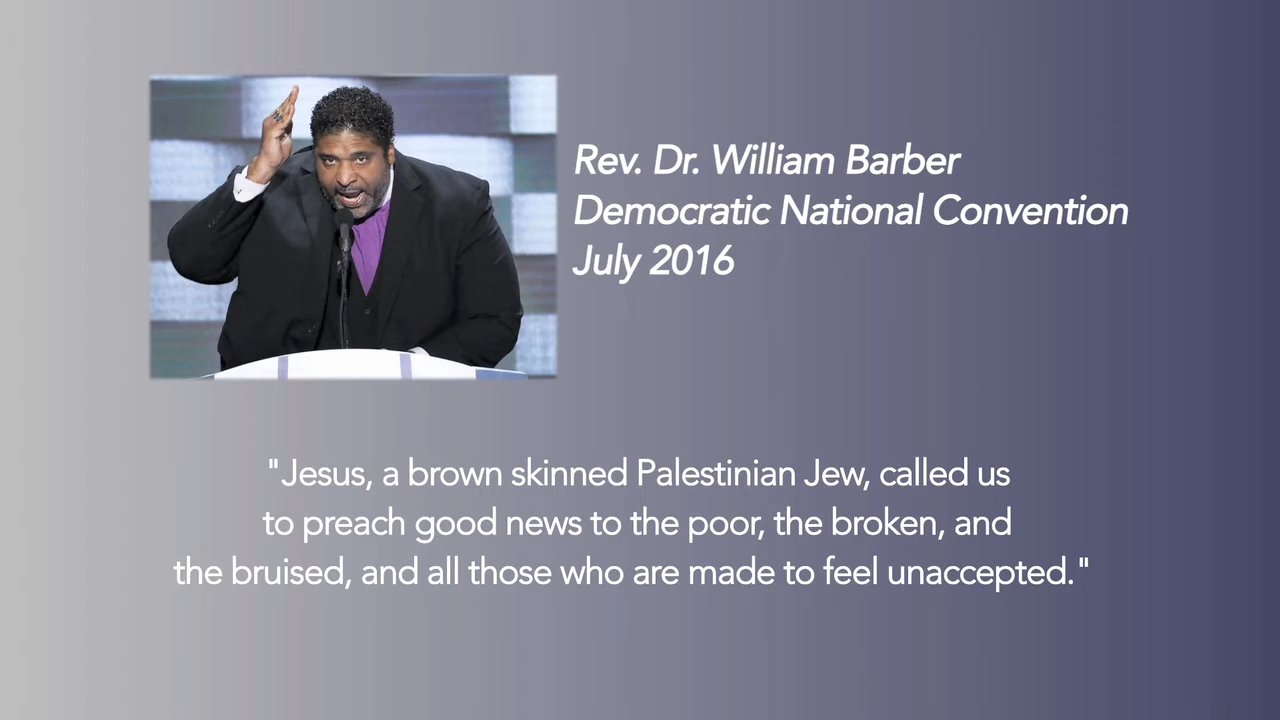 Rev. Dr. William Barber
Democratic National Convention
July 2016
"Jesus, a brown skinned Palestinian Jew, called us
to preach good news to the poor, the broken, and
the bruised, and all those who are made to feel unaccepted."